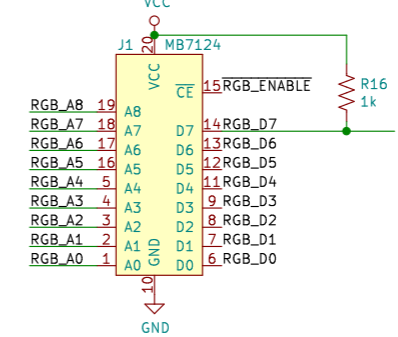 VCC
J1 MB7124
20
VCC
CE 15 RGB_ENABLE
R16
1k
RGB_A8 19 A8
RGB_A7 18 A7 D7 14 RGB_D7
RGB_A6 17 A6 D6 13 RGB_D6
RGB_A5 16 A5 D5 12 RGB_D5
RGB_A4 5 A4 D4 11 RGB_D4
RGB_A3 4 A3 D3 9 RGB_D3
RGB_A2 3 A2 D2 8 RGB_D2
RGB_A1 2 A1 D1 7 RGB_D1
RGB_A0 1 A0 D0 6 RGB_D0
GND
10
GND